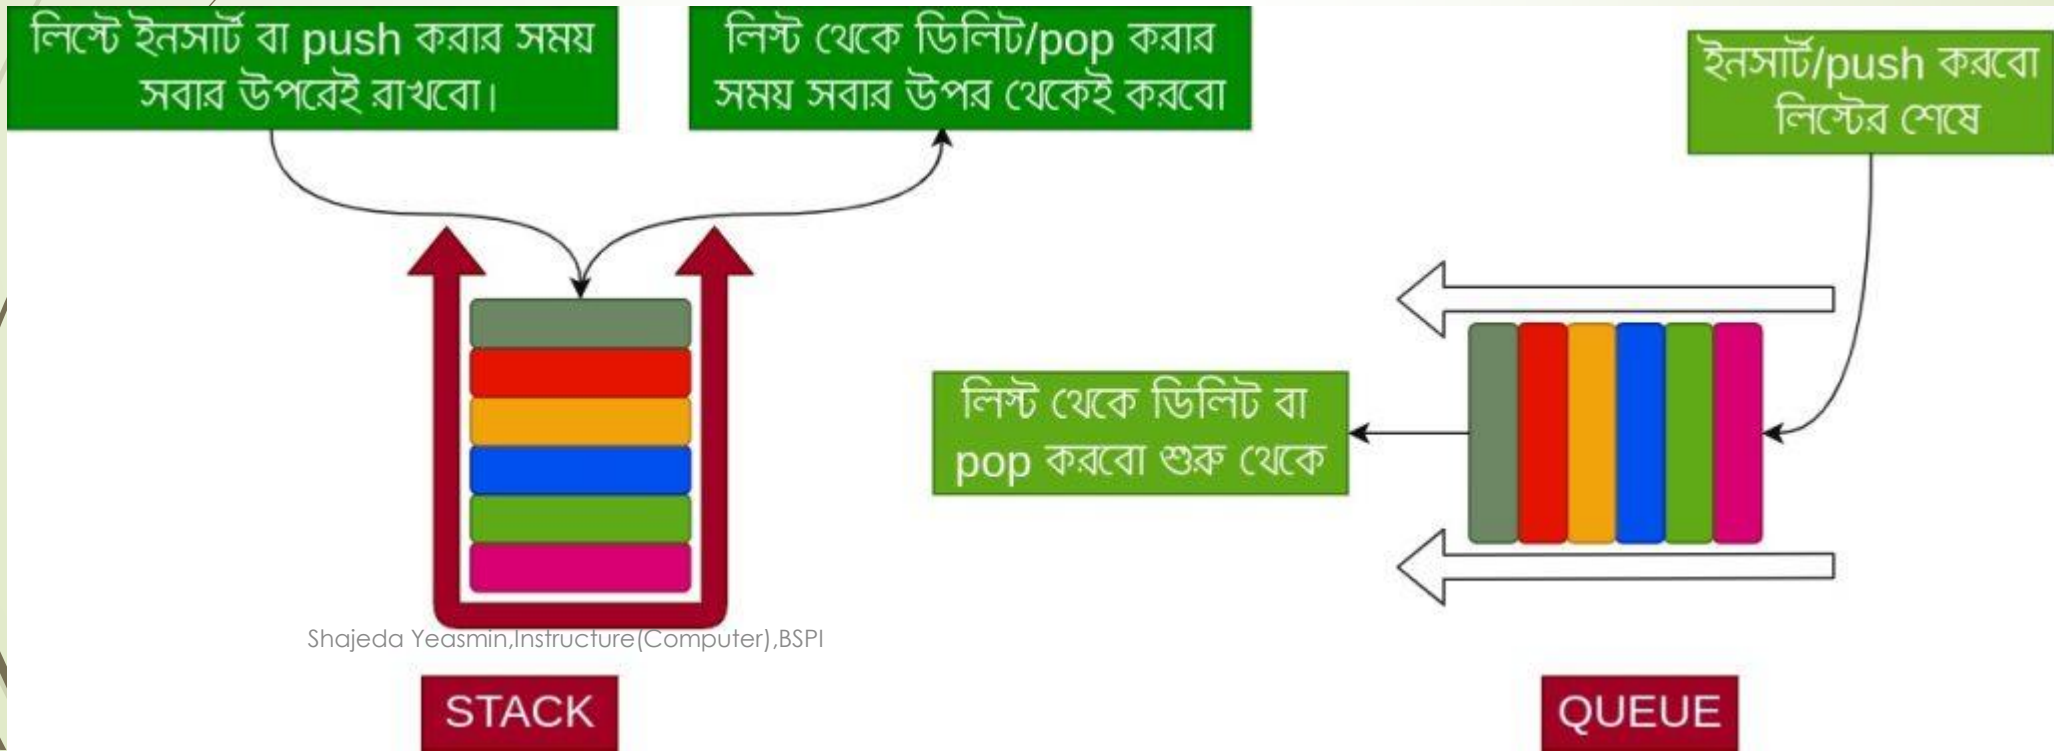 লিস্টে ইনসার্ট বা push করার সময়
সবার উপরেই রাখবো।
লিস্ট থেকে ডিলিট/pop করার
সময় সবার উপর থেকেই করবো
ইনসার্ট/push করবো
লিস্টের শেষে
লিস্ট থেকে ডিলিট বা
pop করবো শুরু থেকে
Shajeda Yeasmin,Instructure(Computer),BSPI
STACK
QUEUE